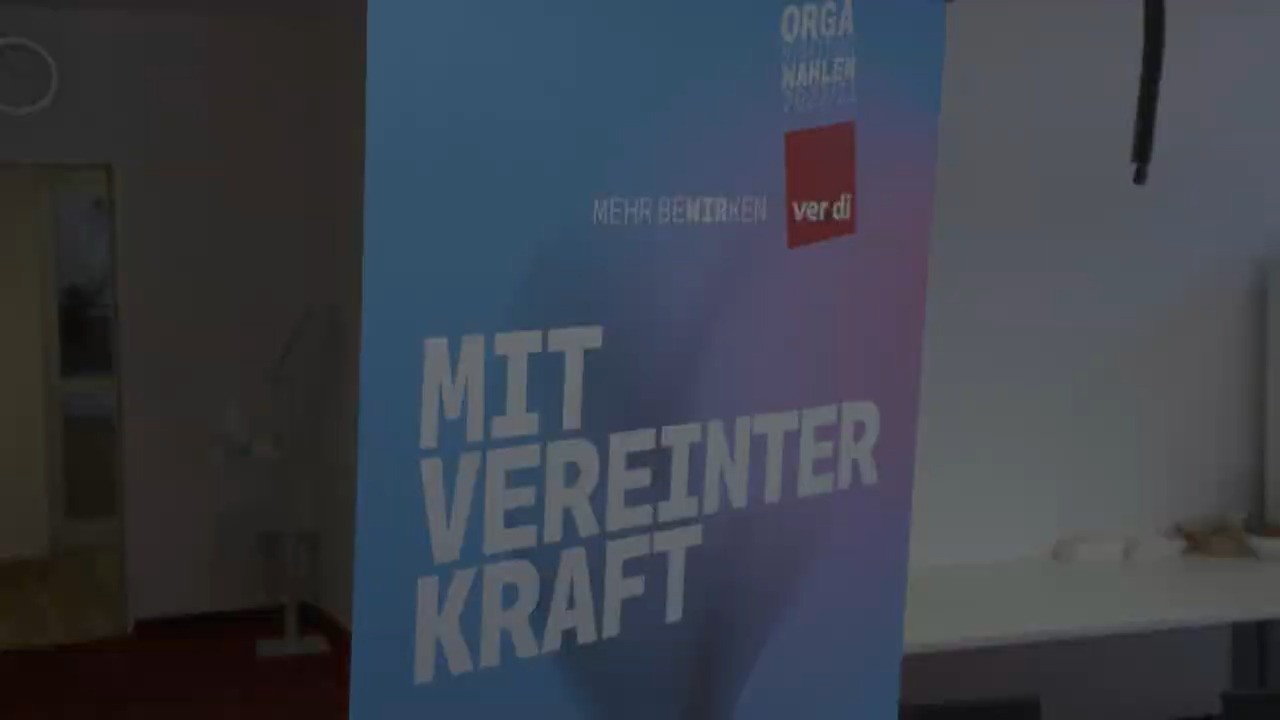 ORGA
WAHLEN
MEHR BEWIRKEN
ver di
MIT
VEREINTER
KRAFT